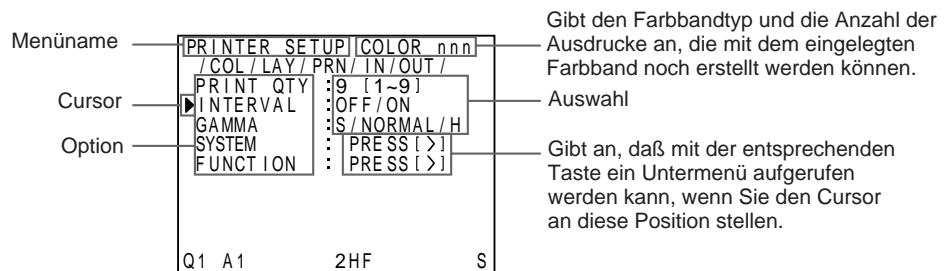 Menüname
Cursor
Option
PRINTER SETUP COLOR nnn
/COL/LAY/PRN/IN/OUT/
PRINT QTY :9 [1~9]
INTERVAL :OFF/ON
GAMMA :S/NORMAL/H
SYSTEM : PRESS[>]
FUNCTION : PRESS[>]
Q1 A1 2HF S
Gibt den Farbbandtyp und die Anzahl der
Ausdrucke an, die mit dem eingelegten
Farbband noch erstellt werden können.
Auswahl
Gibt an, daß mit der entsprechenden
Taste ein Untermenü aufgerufen
werden kann, wenn Sie den Cursor
an diese Position stellen.